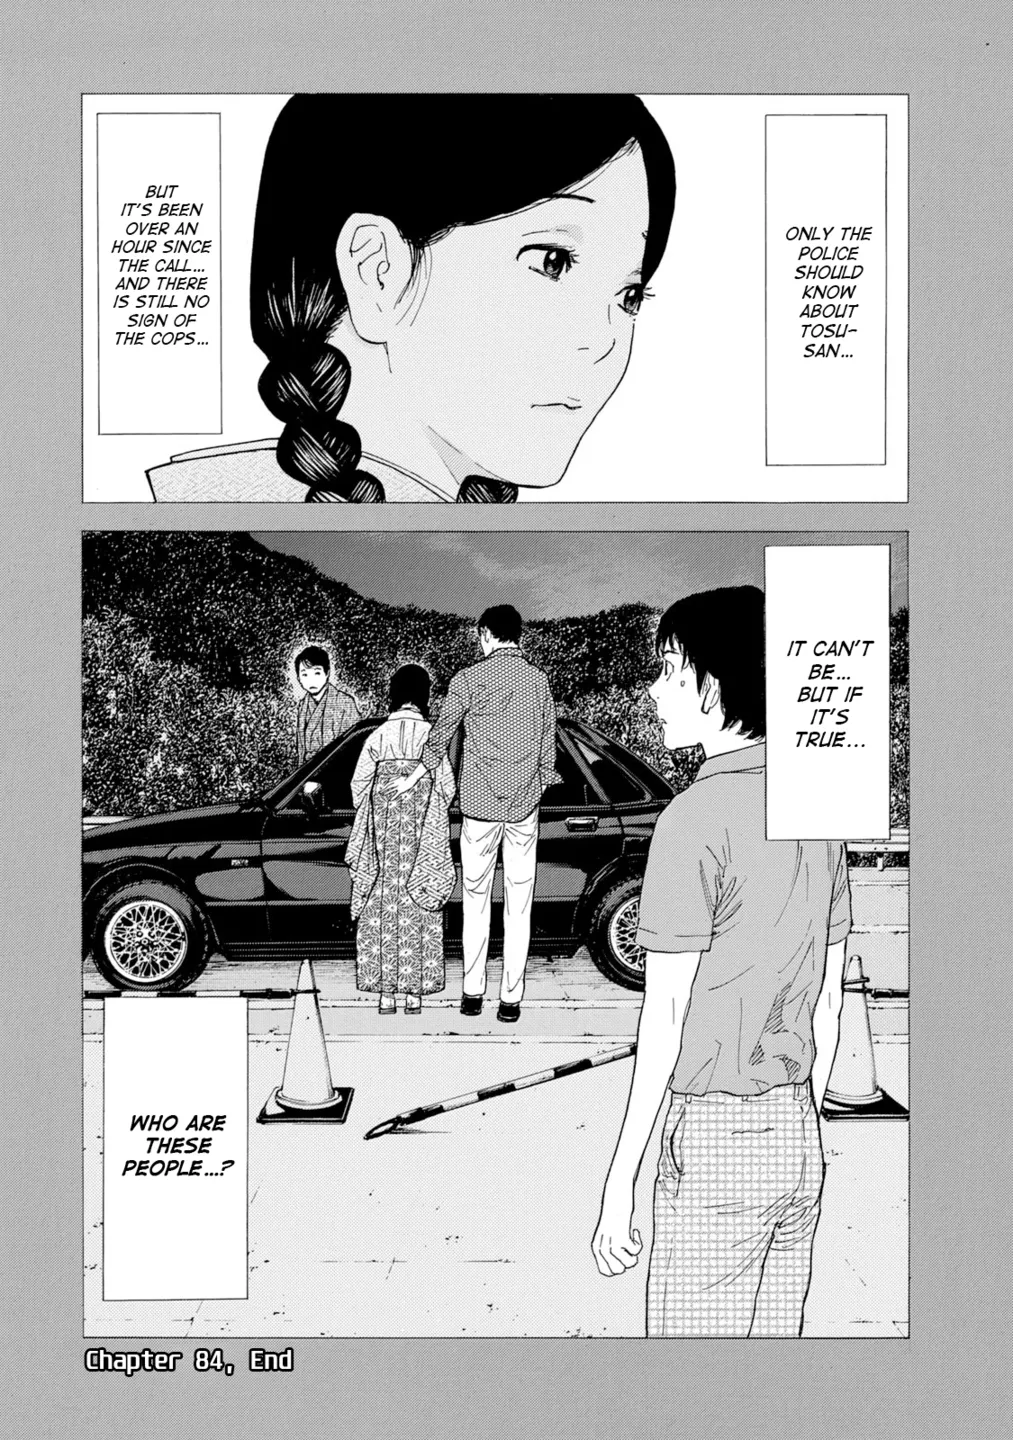 ONLY THE
POLICE
SHOULD
KNOW
ABOUT
TOSU-
SAN...
BUT
IT'S BEEN
OVER AN
HOUR SINCE
THE CALL...
AND THERE
IS STILL NO
SIGN OF
THE COPS...
IT CAN'T
BE...
BUT IF
IT'S
TRUE...
WHO ARE
THESE
PEOPLE...?
Chapter 84, End